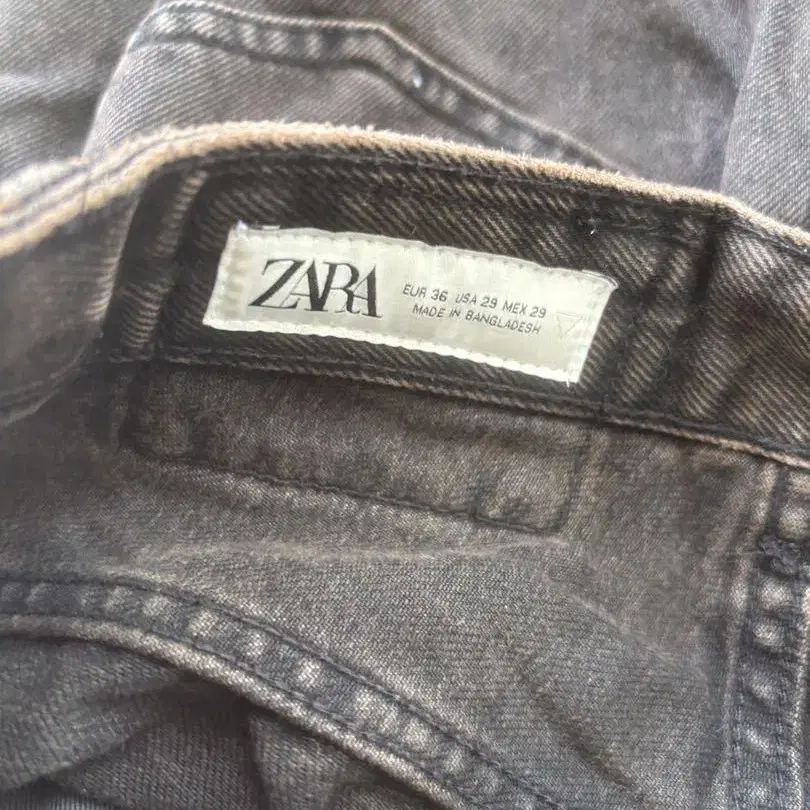 ZARA
EUR 36 USA 29 MEX 29
MADE IN BANGLADESH